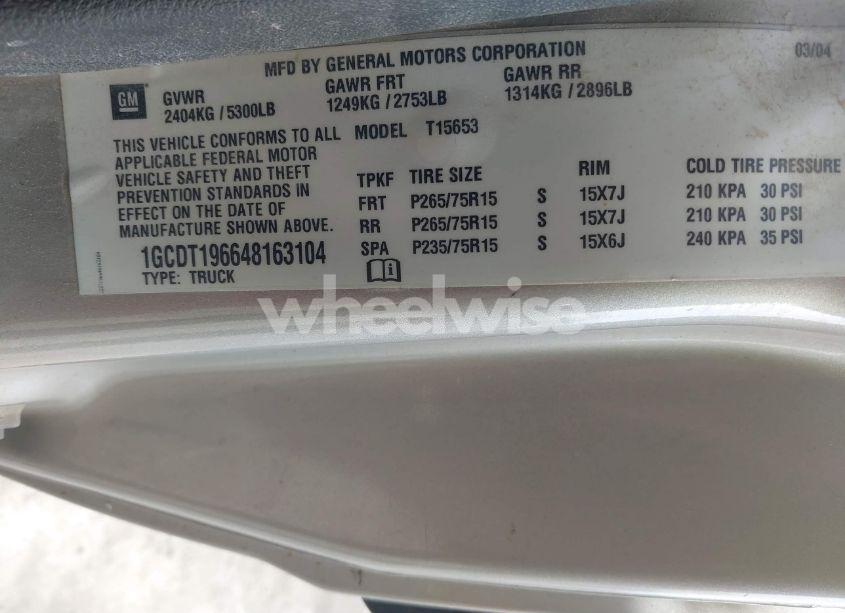 MFD BY GENERAL MOTORS CORPORATION 03/04
GM GVWR GAWR FRT GAWR RR
2404KG / 5300LB 1249KG / 2753LB 1314KG / 2896LB
THIS VEHICLE CONFORMS TO ALL MODEL T15653
APPLICABLE FEDERAL MOTOR
VEHICLE SAFETY AND THEFT
PREVENTION STANDARDS IN
EFFECT ON THE DATE OF
MANUFACTURE SHOWN ABOVE.
1GCDT196648163104
TYPE: TRUCK
TPKF TIRE SIZE RIM COLD TIRE PRESSURE
FRT P265/75R15 S 15X7J 210 KPA 30 PSI
RR P265/75R15 S 15X7J 210 KPA 30 PSI
SPA P235/75R15 S 15X6J 240 KPA 35 PSI
wheelwise